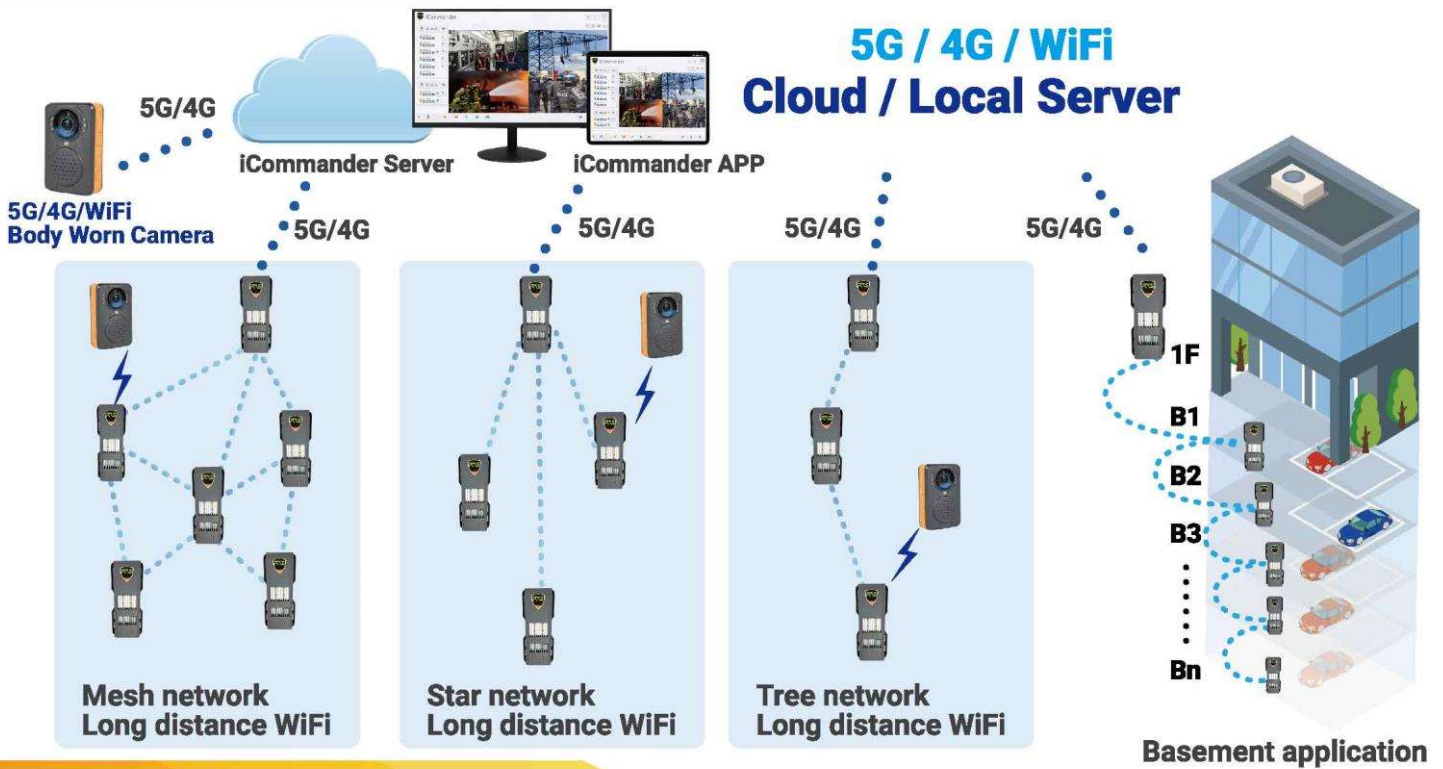 5G / 4G / WiFi
Cloud / Local Server
iCommander
iCommander
5G/4G
iCommander Server
iCommander APP
5G/4G/WiFi
Body Worn Camera
5G/4G
5G/4G
5G/4G
5G/4G
1F
B1
B2
B3
Bn
Mesh network
Long distance WiFi
Star network
Long distance WiFi
Tree network
Long distance WiFi
Basement application